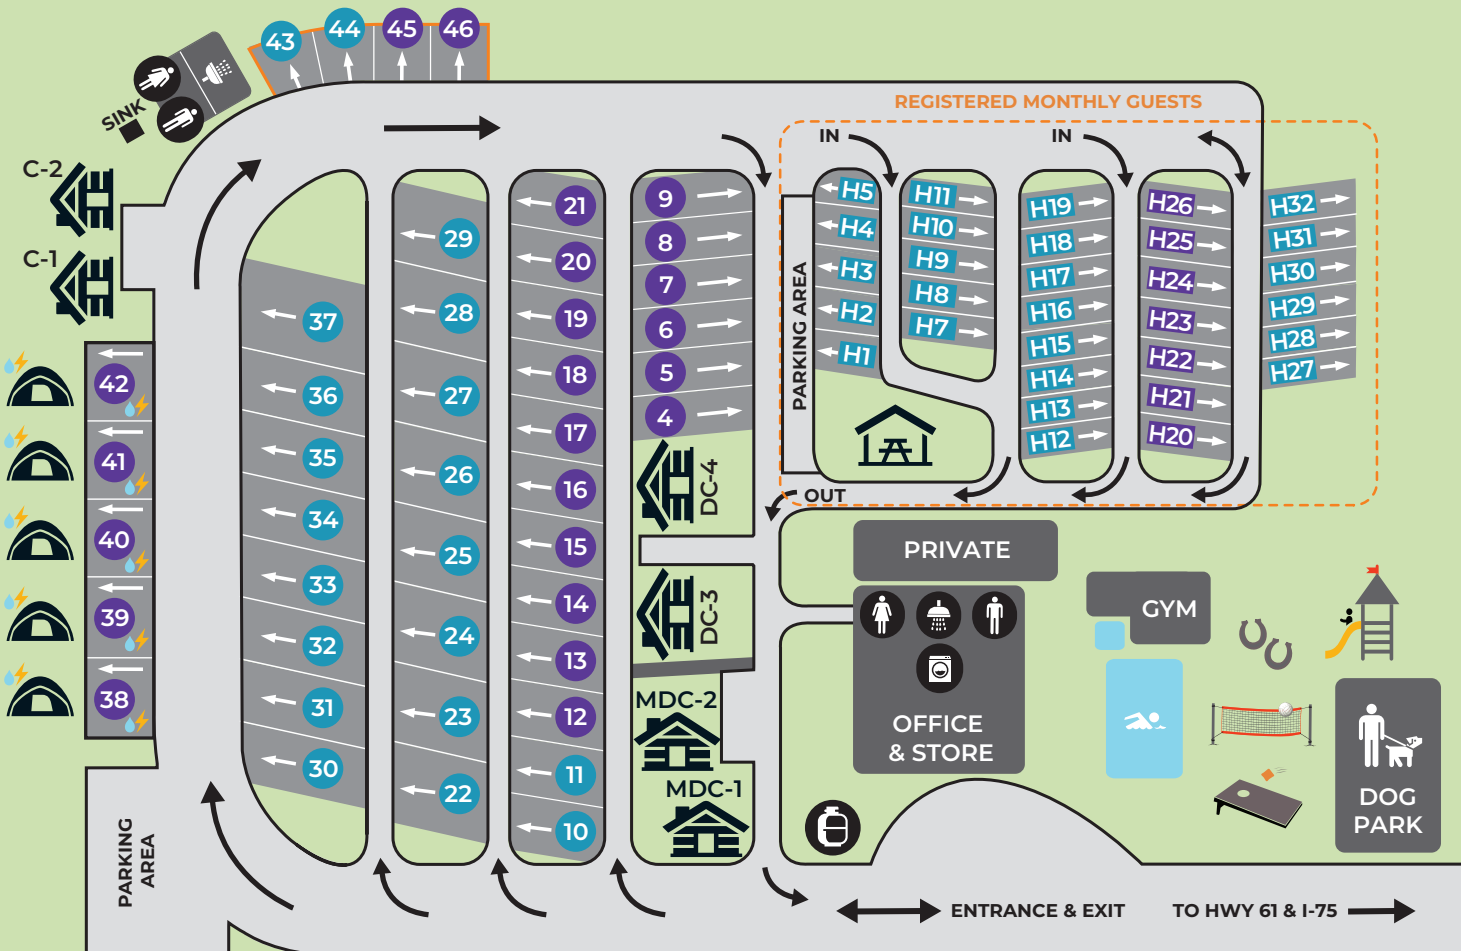 43
44
45
46
SINK
C-2
C-1
REGISTERED MONTHLY GUESTS
IN
IN
42
41
40
39
38
37
36
35
34
33
32
31
30
29
28
27
26
25
24
23
22
21
20
19
18
17
16
15
14
13
12
11
10
9
8
7
6
5
4
DC-4
DC-3
MDC-2
MDC-1
PARKING AREA
H5
H4
H3
H2
H1
H11
H10
H9
H8
H7
H19
H18
H17
H16
H15
H14
H13
H12
H26
H25
H24
H23
H22
H21
H20
H32
H31
H30
H29
H28
H27
OUT
PRIVATE
OFFICE
& STORE
GYM
DOG
PARK
PARKING
AREA
ENTRANCE & EXIT
TO HWY 61 & I-75